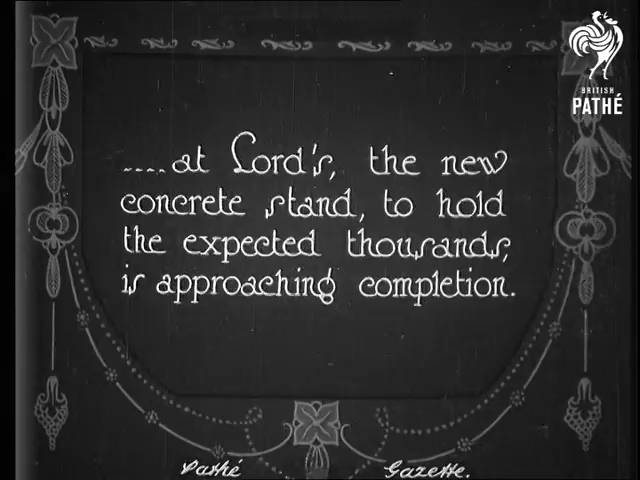 BRITISH
PATHÉ
....at Lord's, the new
concrete stand, to hold
the expected thousands,
is approaching completion.
Pathé Gazette.